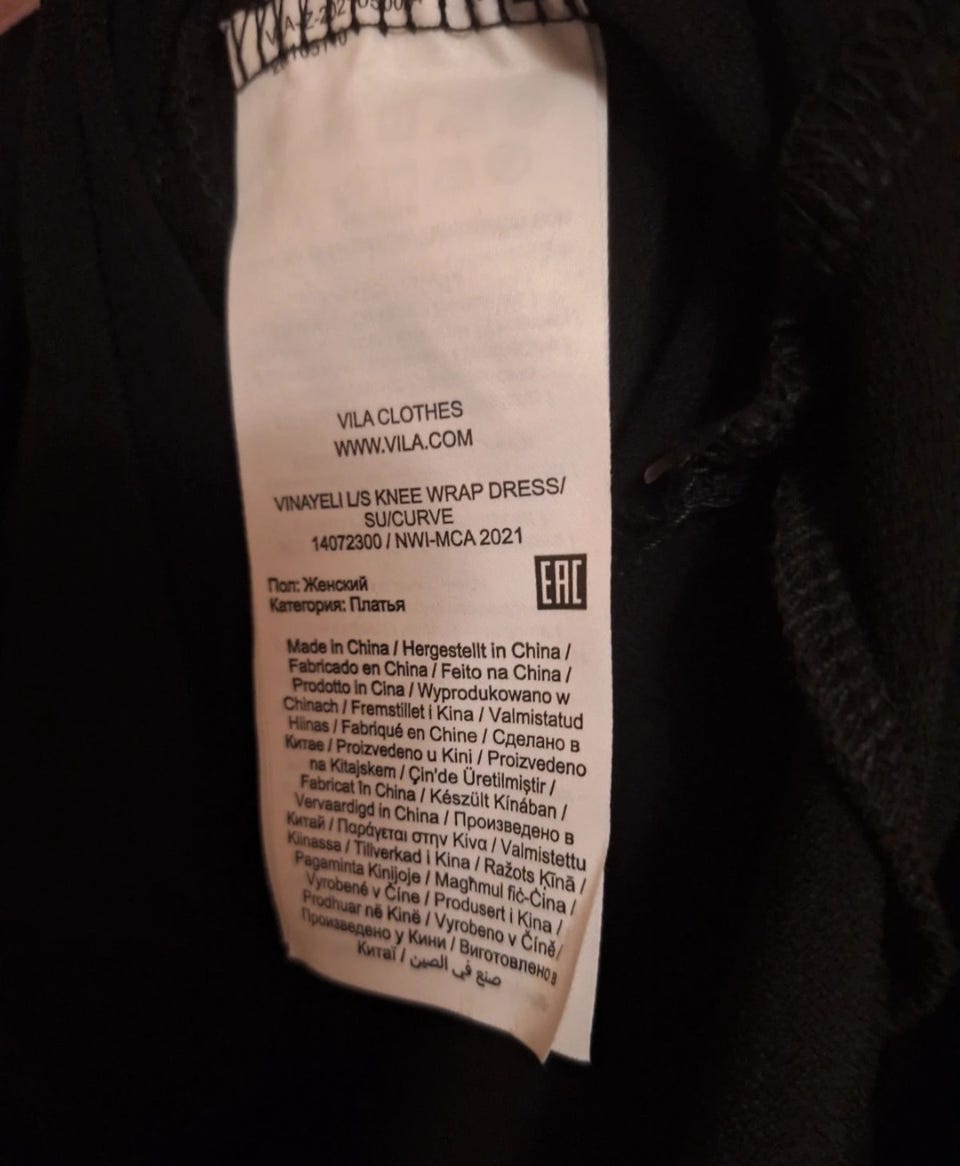 VILA CLOTHES
WWW.VILA.COM
VINAYELI L/S KNEE WRAP DRESS/
SU/CURVE
14072300 / NWI-MCA 2021
Пол: Женский
Категория: Платья
EAC
Made in China / Hergestellt in China /
Fabricado en China / Feito na China /
Prodotto in Cina / Wyprodukowano w
Chinach / Fremstillet i Kina / Valmistatud
Hiinas / Fabriqué en Chine / Сделано в
Китае / Proizvedeno u Kini / Proizvedeno
na Kitajskem / Çin'de Üretilmiştir /
Fabricat în China / Készült Kínában /
Vervaardigd in China / Произведено в
Китай / Παράγεται στην Κίνα / Valmistettu
Kiinassa / Tillverkad i Kina / Ražots Ķīnā /
Pagaminta Kinijoje / Magħmul fiċ-Ċina /
Vyrobené v Číne / Produsert i Kina /
Prodhuar në Kinë / Vyrobeno v Číně/
Произведено у Кини / Виготовлено в
Китаї / صنع في الصين